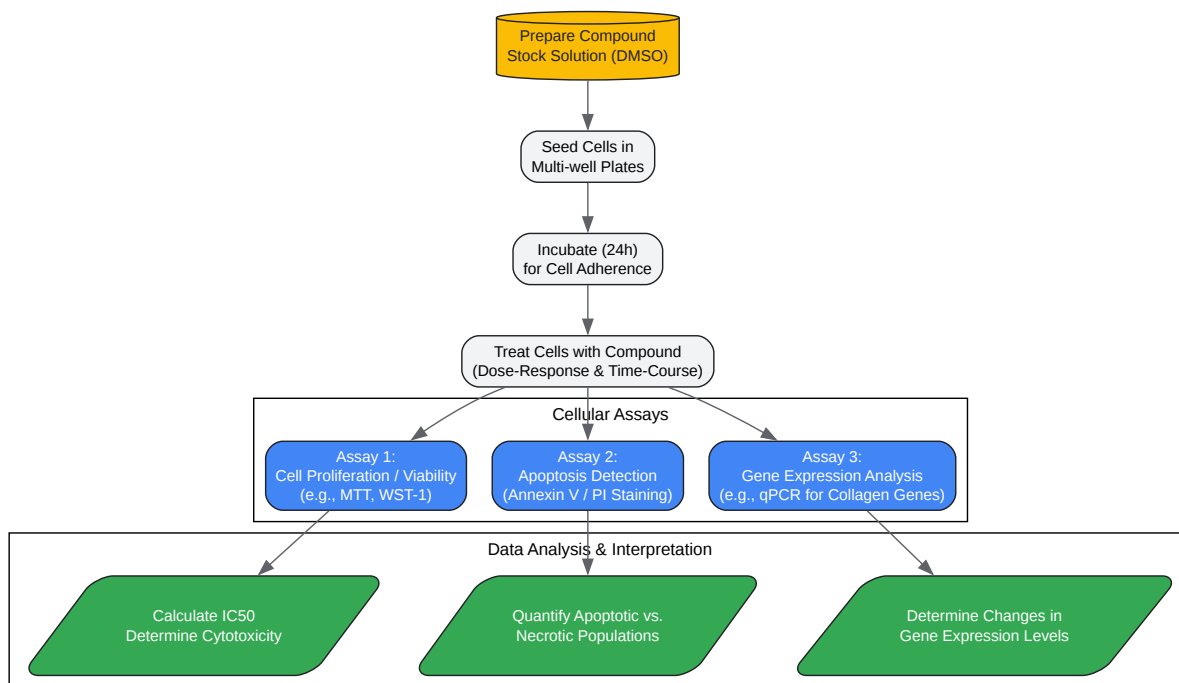 Prepare Compound
Stock Solution (DMSO)
Seed Cells in
Multi-well Plates
Incubate (24h)
for Cell Adherence
Treat Cells with Compound
(Dose-Response & Time-Course)
Cellular Assays
Assay 1:
Cell Proliferation / Viability
(e.g., MTT, WST-1)
Assay 2:
Apoptosis Detection
(Annexin V / PI Staining)
Assay 3:
Gene Expression Analysis
(e.g., qPCR for Collagen Genes)
Data Analysis & Interpretation
Calculate IC50
Determine Cytotoxicity
Quantify Apoptotic vs.
Necrotic Populations
Determine Changes in
Gene Expression Levels